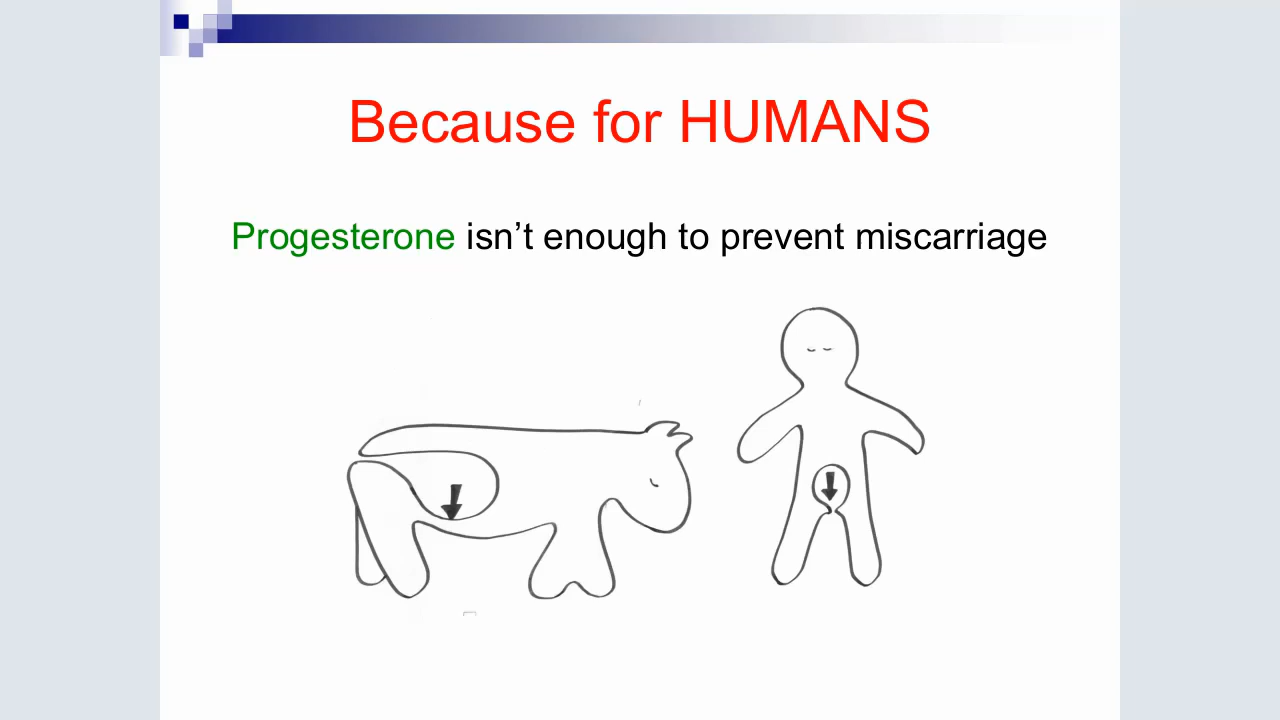 Because for HUMANS
Progesterone isn’t enough to prevent miscarriage